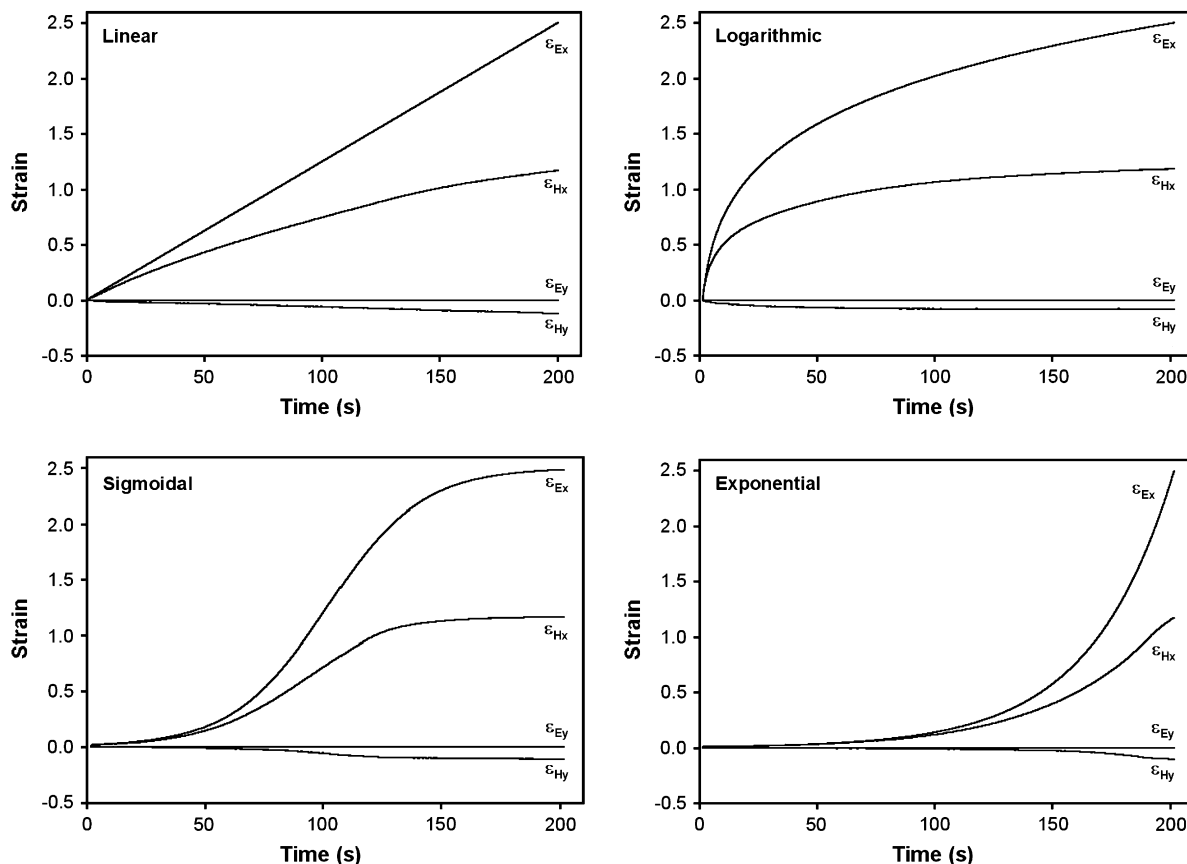 Linear
2.5
2.0
1.5
1.0
0.5
0.0
-0.5
Strain
εEx
εHx
εEy
εHy
0 50 100 150 200
Time (s)
Logarithmic
2.5
2.0
1.5
1.0
0.5
0.0
-0.5
Strain
εEx
εHx
εEy
εHy
0 50 100 150 200
Time (s)
Sigmoidal
2.5
2.0
1.5
1.0
0.5
0.0
-0.5
Strain
εEx
εHx
εEy
εHy
0 50 100 150 200
Time (s)
Exponential
2.5
2.0
1.5
1.0
0.5
0.0
-0.5
Strain
εEx
εHx
εEy
εHy
0 50 100 150 200
Time (s)